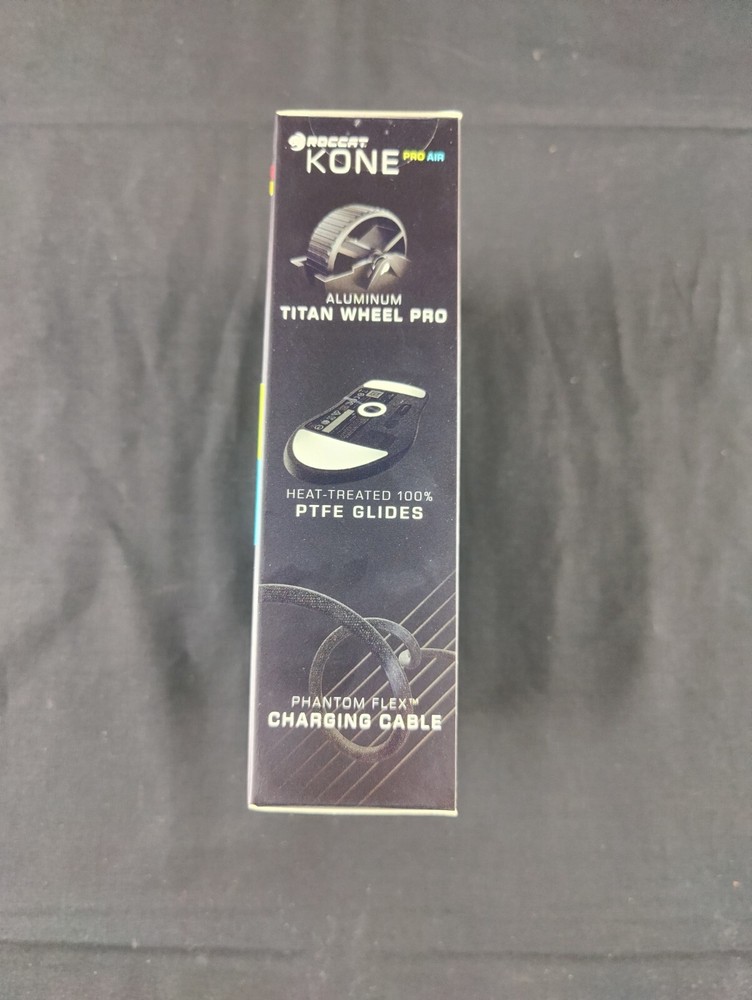 ROCCAT
KONE PRO AIR
ALUMINUM
TITAN WHEEL PRO
HEAT-TREATED 100%
PTFE GLIDES
PHANTOM FLEX™
CHARGING CABLE